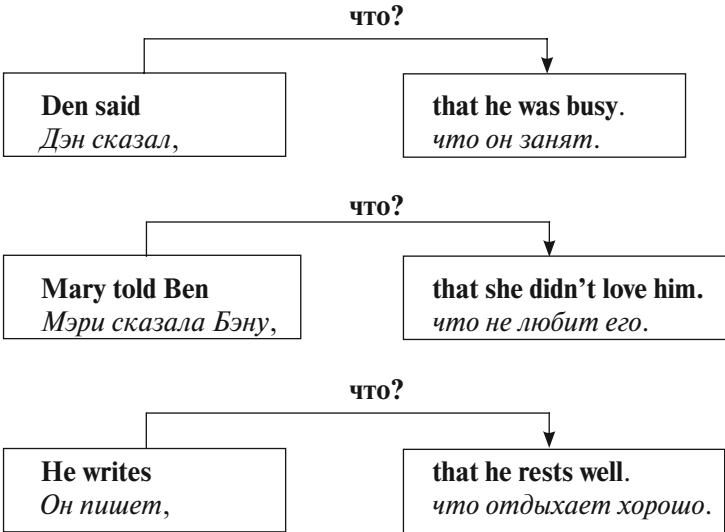 что?
Den said
Дэн сказал,
that he was busy.
что он занят.
что?
Mary told Ben
Мэри сказала Бэну,
that she didn’t love him.
что не любит его.
что?
He writes
Он пишет,
that he rests well.
что отдыхает хорошо.